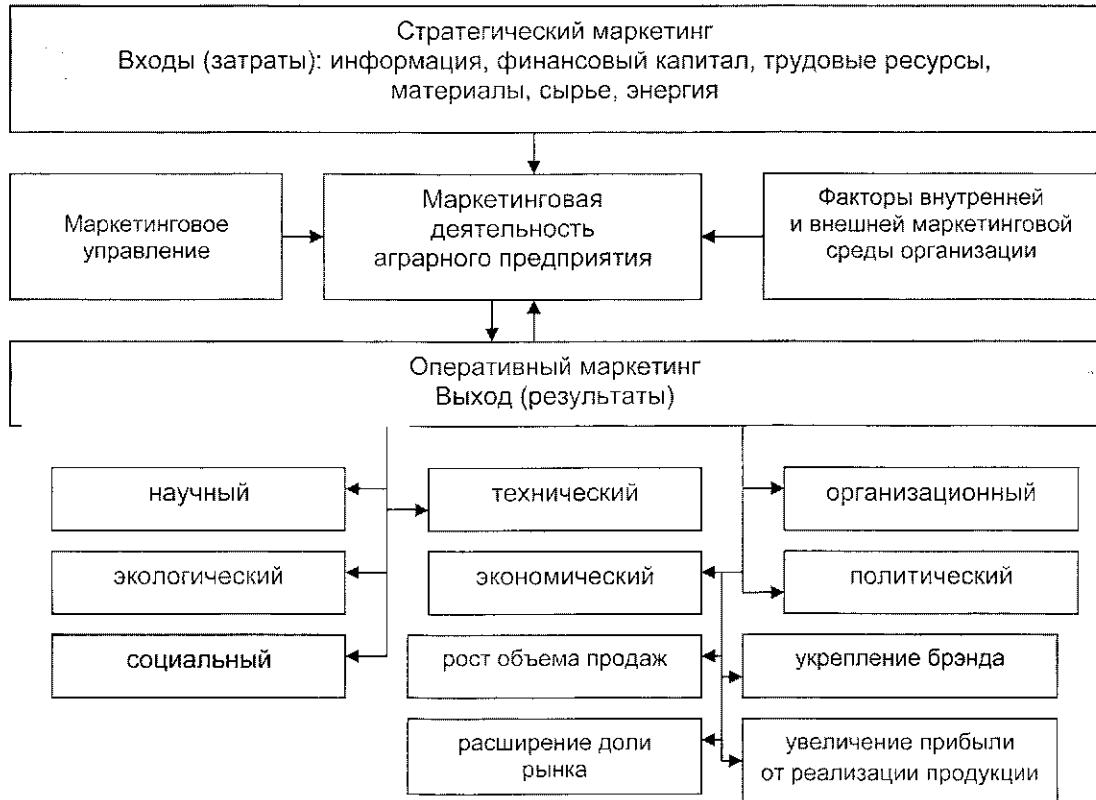 Стратегический маркетинг
Входы (затраты): информация, финансовый капитал, трудовые ресурсы,
материалы, сырье, энергия
Маркетинговое
управление
Маркетинговая
деятельность
аграрного предприятия
Факторы внутренней
и внешней маркетинговой
среды организации
Оперативный маркетинг
Выход (результаты)
научный
технический
организационный
экологический
экономический
политический
социальный
рост объема продаж
укрепление брэнда
расширение доли
рынка
увеличение прибыли
от реализации продукции